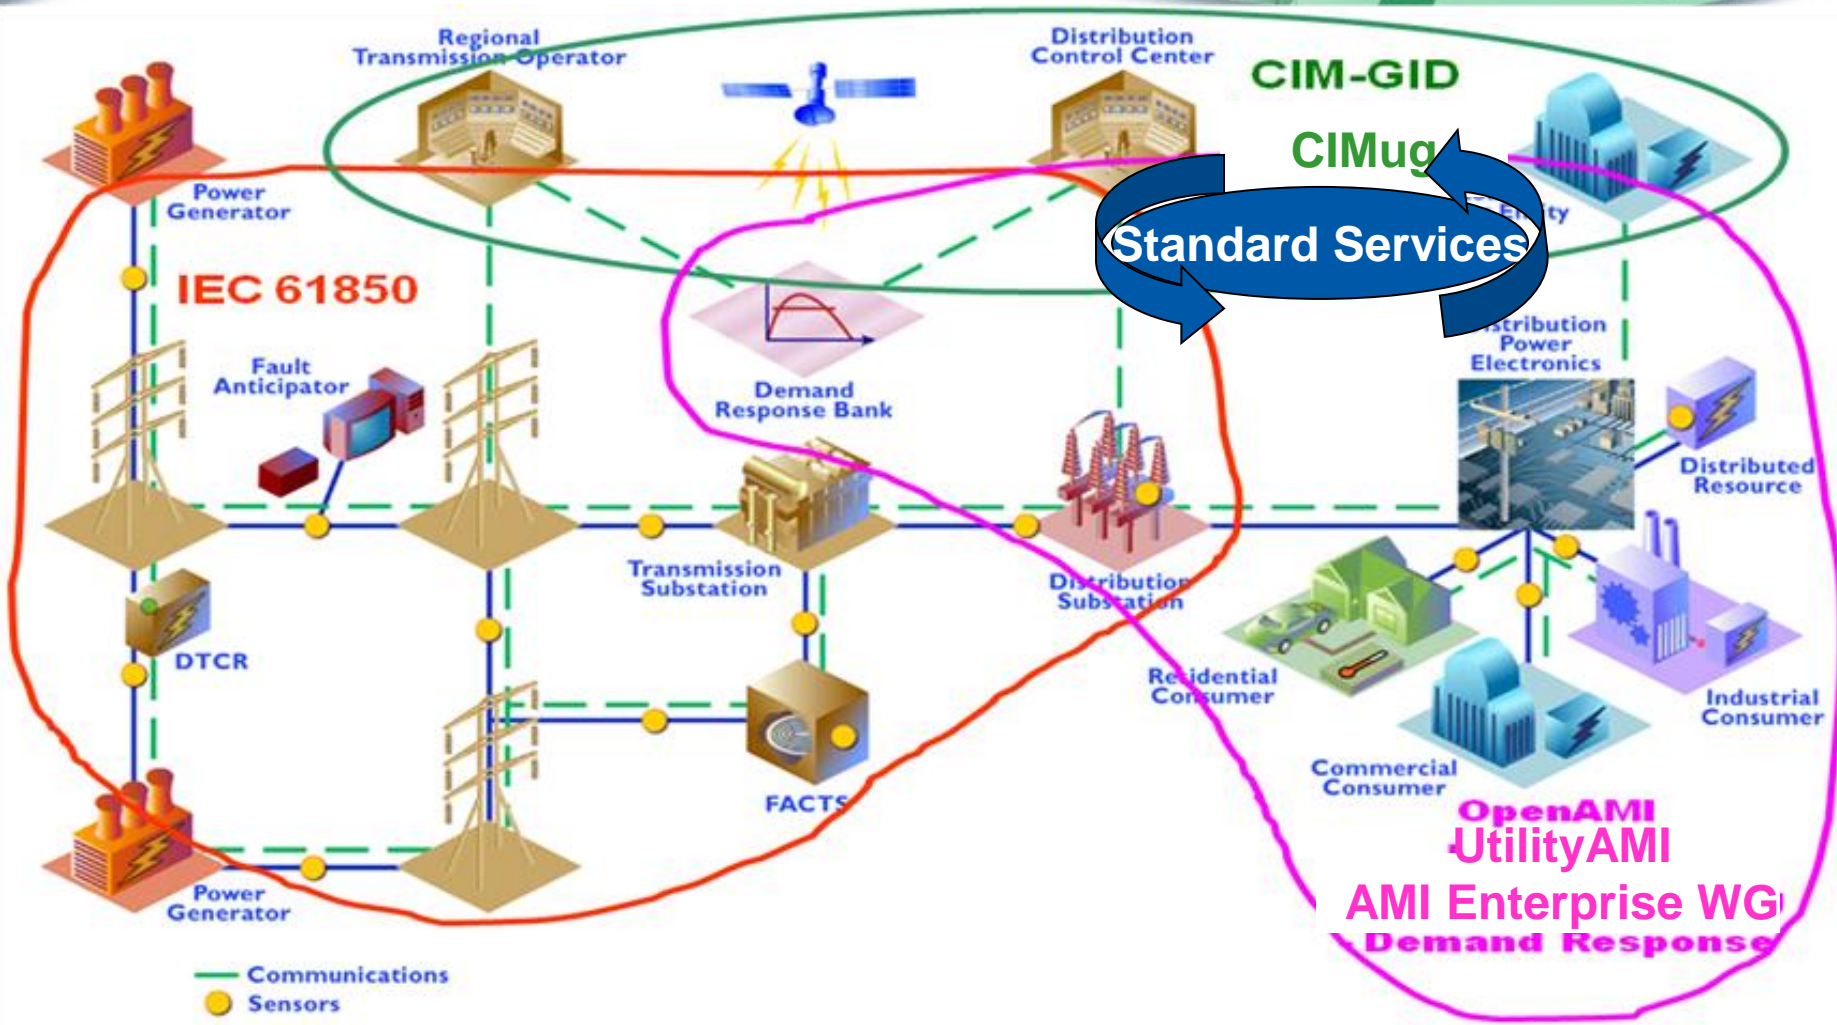 Regional
Transmission Operator
Distribution
Control Center
CIM-GID
CIMug
Power
Generator
Entity
Standard Services
IEC 61850
Distribution
Power
Electronics
Fault
Anticipator
Demand
Response Bank
Distributed
Resource
Transmission
Substation
Distribution
Substation
DTCR
Residential
Consumer
Industrial
Consumer
Commercial
Consumer
FACTS
OpenAMI
UtilityAMI
AMI Enterprise WG
Demand Response
Power
Generator
Communications
Sensors